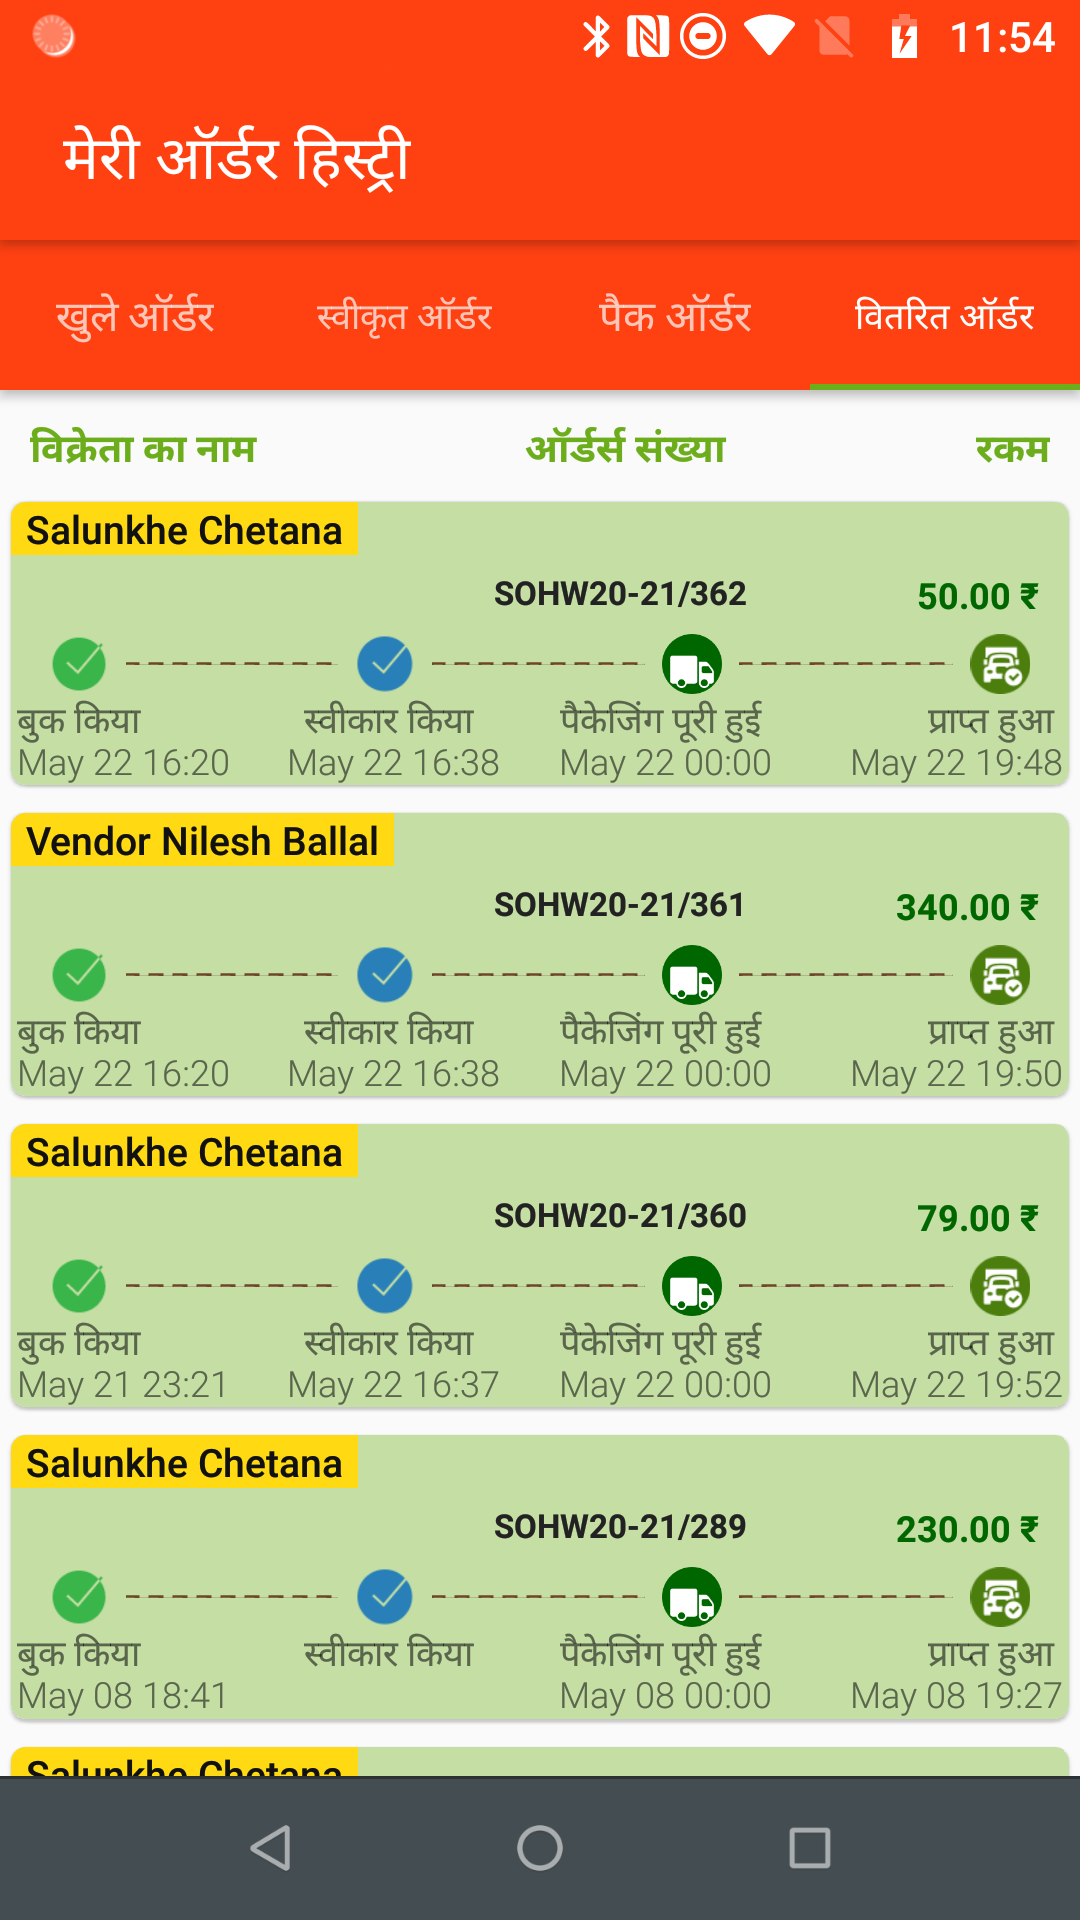 11:54
मेरी ऑर्डर हिस्ट्री
खुले ऑर्डर स्वीकृत ऑर्डर पैक ऑर्डर वितरित ऑर्डर
विक्रेता का नाम ऑर्डर्स संख्या रकम
Salunkhe Chetana
SOHW20-21/362 50.00 ₹
बुक किया स्वीकार किया पैकेजिंग पूरी हुई प्राप्त हुआ
May 22 16:20 May 22 16:38 May 22 00:00 May 22 19:48
Vendor Nilesh Ballal
SOHW20-21/361 340.00 ₹
बुक किया स्वीकार किया पैकेजिंग पूरी हुई प्राप्त हुआ
May 22 16:20 May 22 16:38 May 22 00:00 May 22 19:50
Salunkhe Chetana
SOHW20-21/360 79.00 ₹
बुक किया स्वीकार किया पैकेजिंग पूरी हुई प्राप्त हुआ
May 21 23:21 May 22 16:37 May 22 00:00 May 22 19:52
Salunkhe Chetana
SOHW20-21/289 230.00 ₹
बुक किया स्वीकार किया पैकेजिंग पूरी हुई प्राप्त हुआ
May 08 18:41 May 08 00:00 May 08 19:27
Salunkhe Chetana